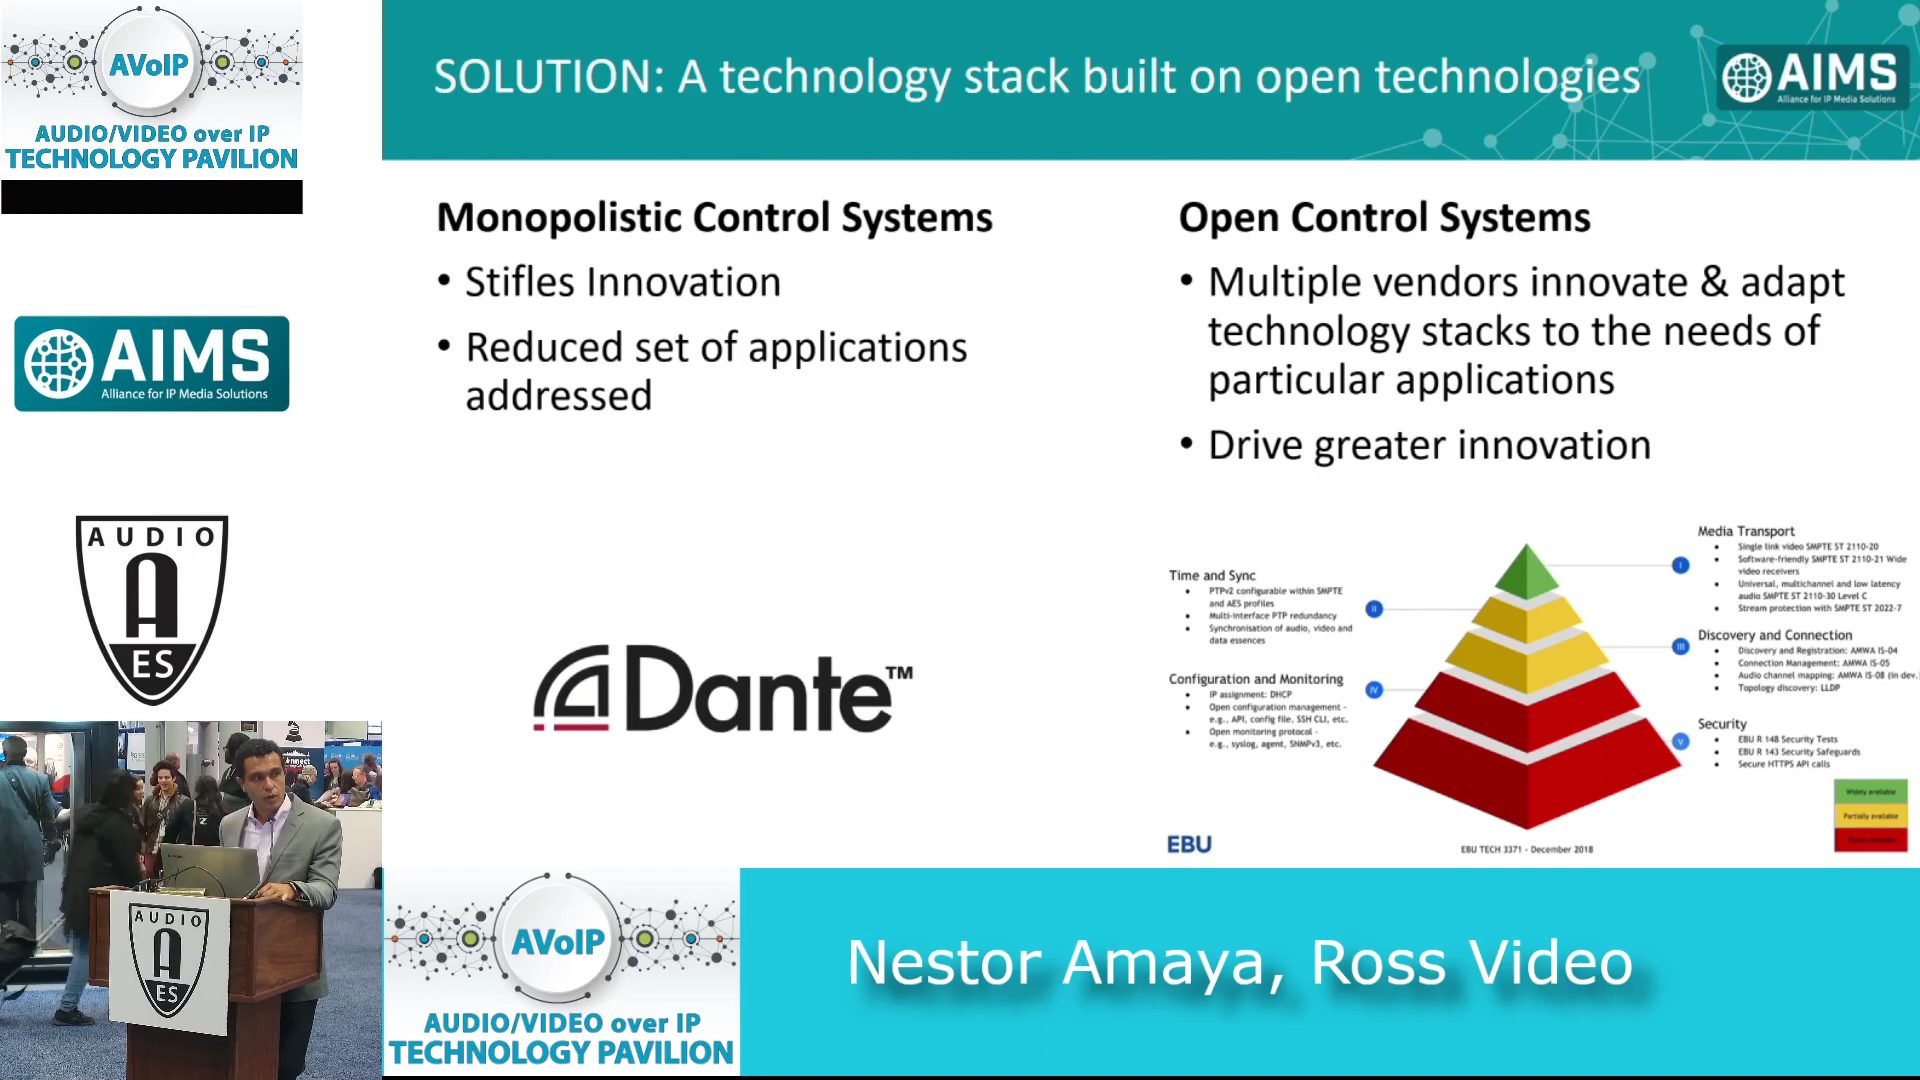 AVoIP
AUDIO/VIDEO over IP
TECHNOLOGY PAVILION
AIMS
Alliance for IP Media Solutions
AUDIO
A
ES
SOLUTION: A technology stack built on open technologies
AIMS
Alliance for IP Media Solutions
Monopolistic Control Systems
• Stifles Innovation
• Reduced set of applications
addressed
Dante™
Open Control Systems
• Multiple vendors innovate & adapt
technology stacks to the needs of
particular applications
• Drive greater innovation
Time and Sync
• PTPv2 configurable within SMPTE
and AES profiles
• Multi-interface PTP redundancy
• Synchronisation of audio, video and
data essences
II
Configuration and Monitoring
• IP assignment: DHCP
• Open configuration management -
e.g., API, config file, SSH CLI, etc.
• Open monitoring protocol -
e.g., syslog, agent, SNMPv3, etc.
IV
I
Media Transport
• Single link video SMPTE ST 2110-20
• Software-friendly SMPTE ST 2110-21 Wide
video receivers
• Universal, multichannel and low latency
audio SMPTE ST 2110-30 Level C
• Stream protection with SMPTE ST 2022-7
III
Discovery and Connection
• Discovery and Registration: AMWA IS-04
• Connection Management: AMWA IS-05
• Audio channel mapping: AMWA IS-08 (in dev.
• Topology discovery: LLDP
V
Security
• EBU R 148 Security Tests
• EBU R 143 Security Safeguards
• Secure HTTPS API calls
Widely available
Partially available
EBU
EBU TECH 3371 - December 2018
AUDIO
A
ES
AVoIP
AUDIO/VIDEO over IP
TECHNOLOGY PAVILION
Nestor Amaya, Ross Video